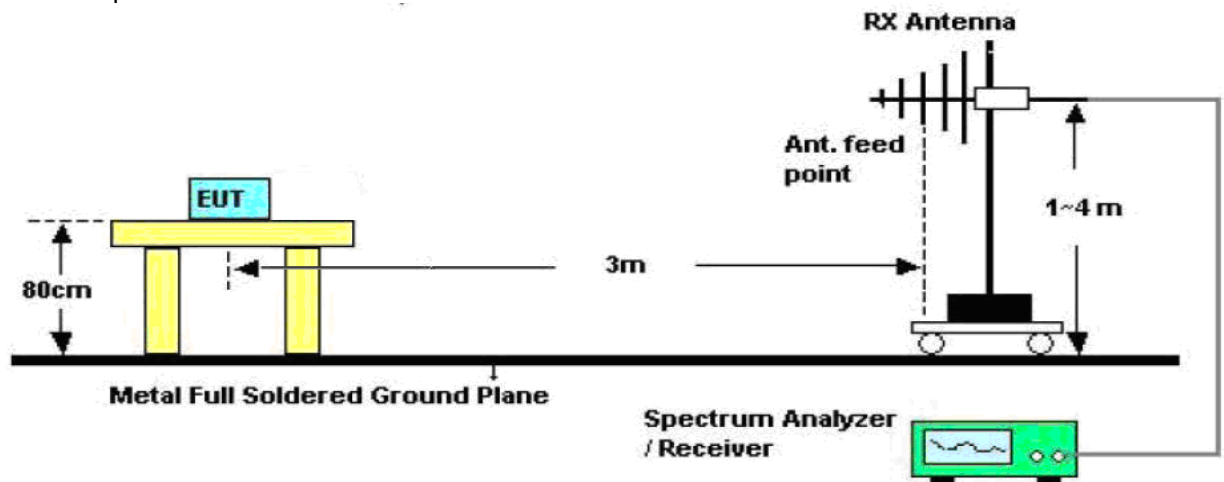 RX Antenna
Ant. feed
point
EUT
1~4 m
3m
80cm
Metal Full Soldered Ground Plane
Spectrum Analyzer
/ Receiver